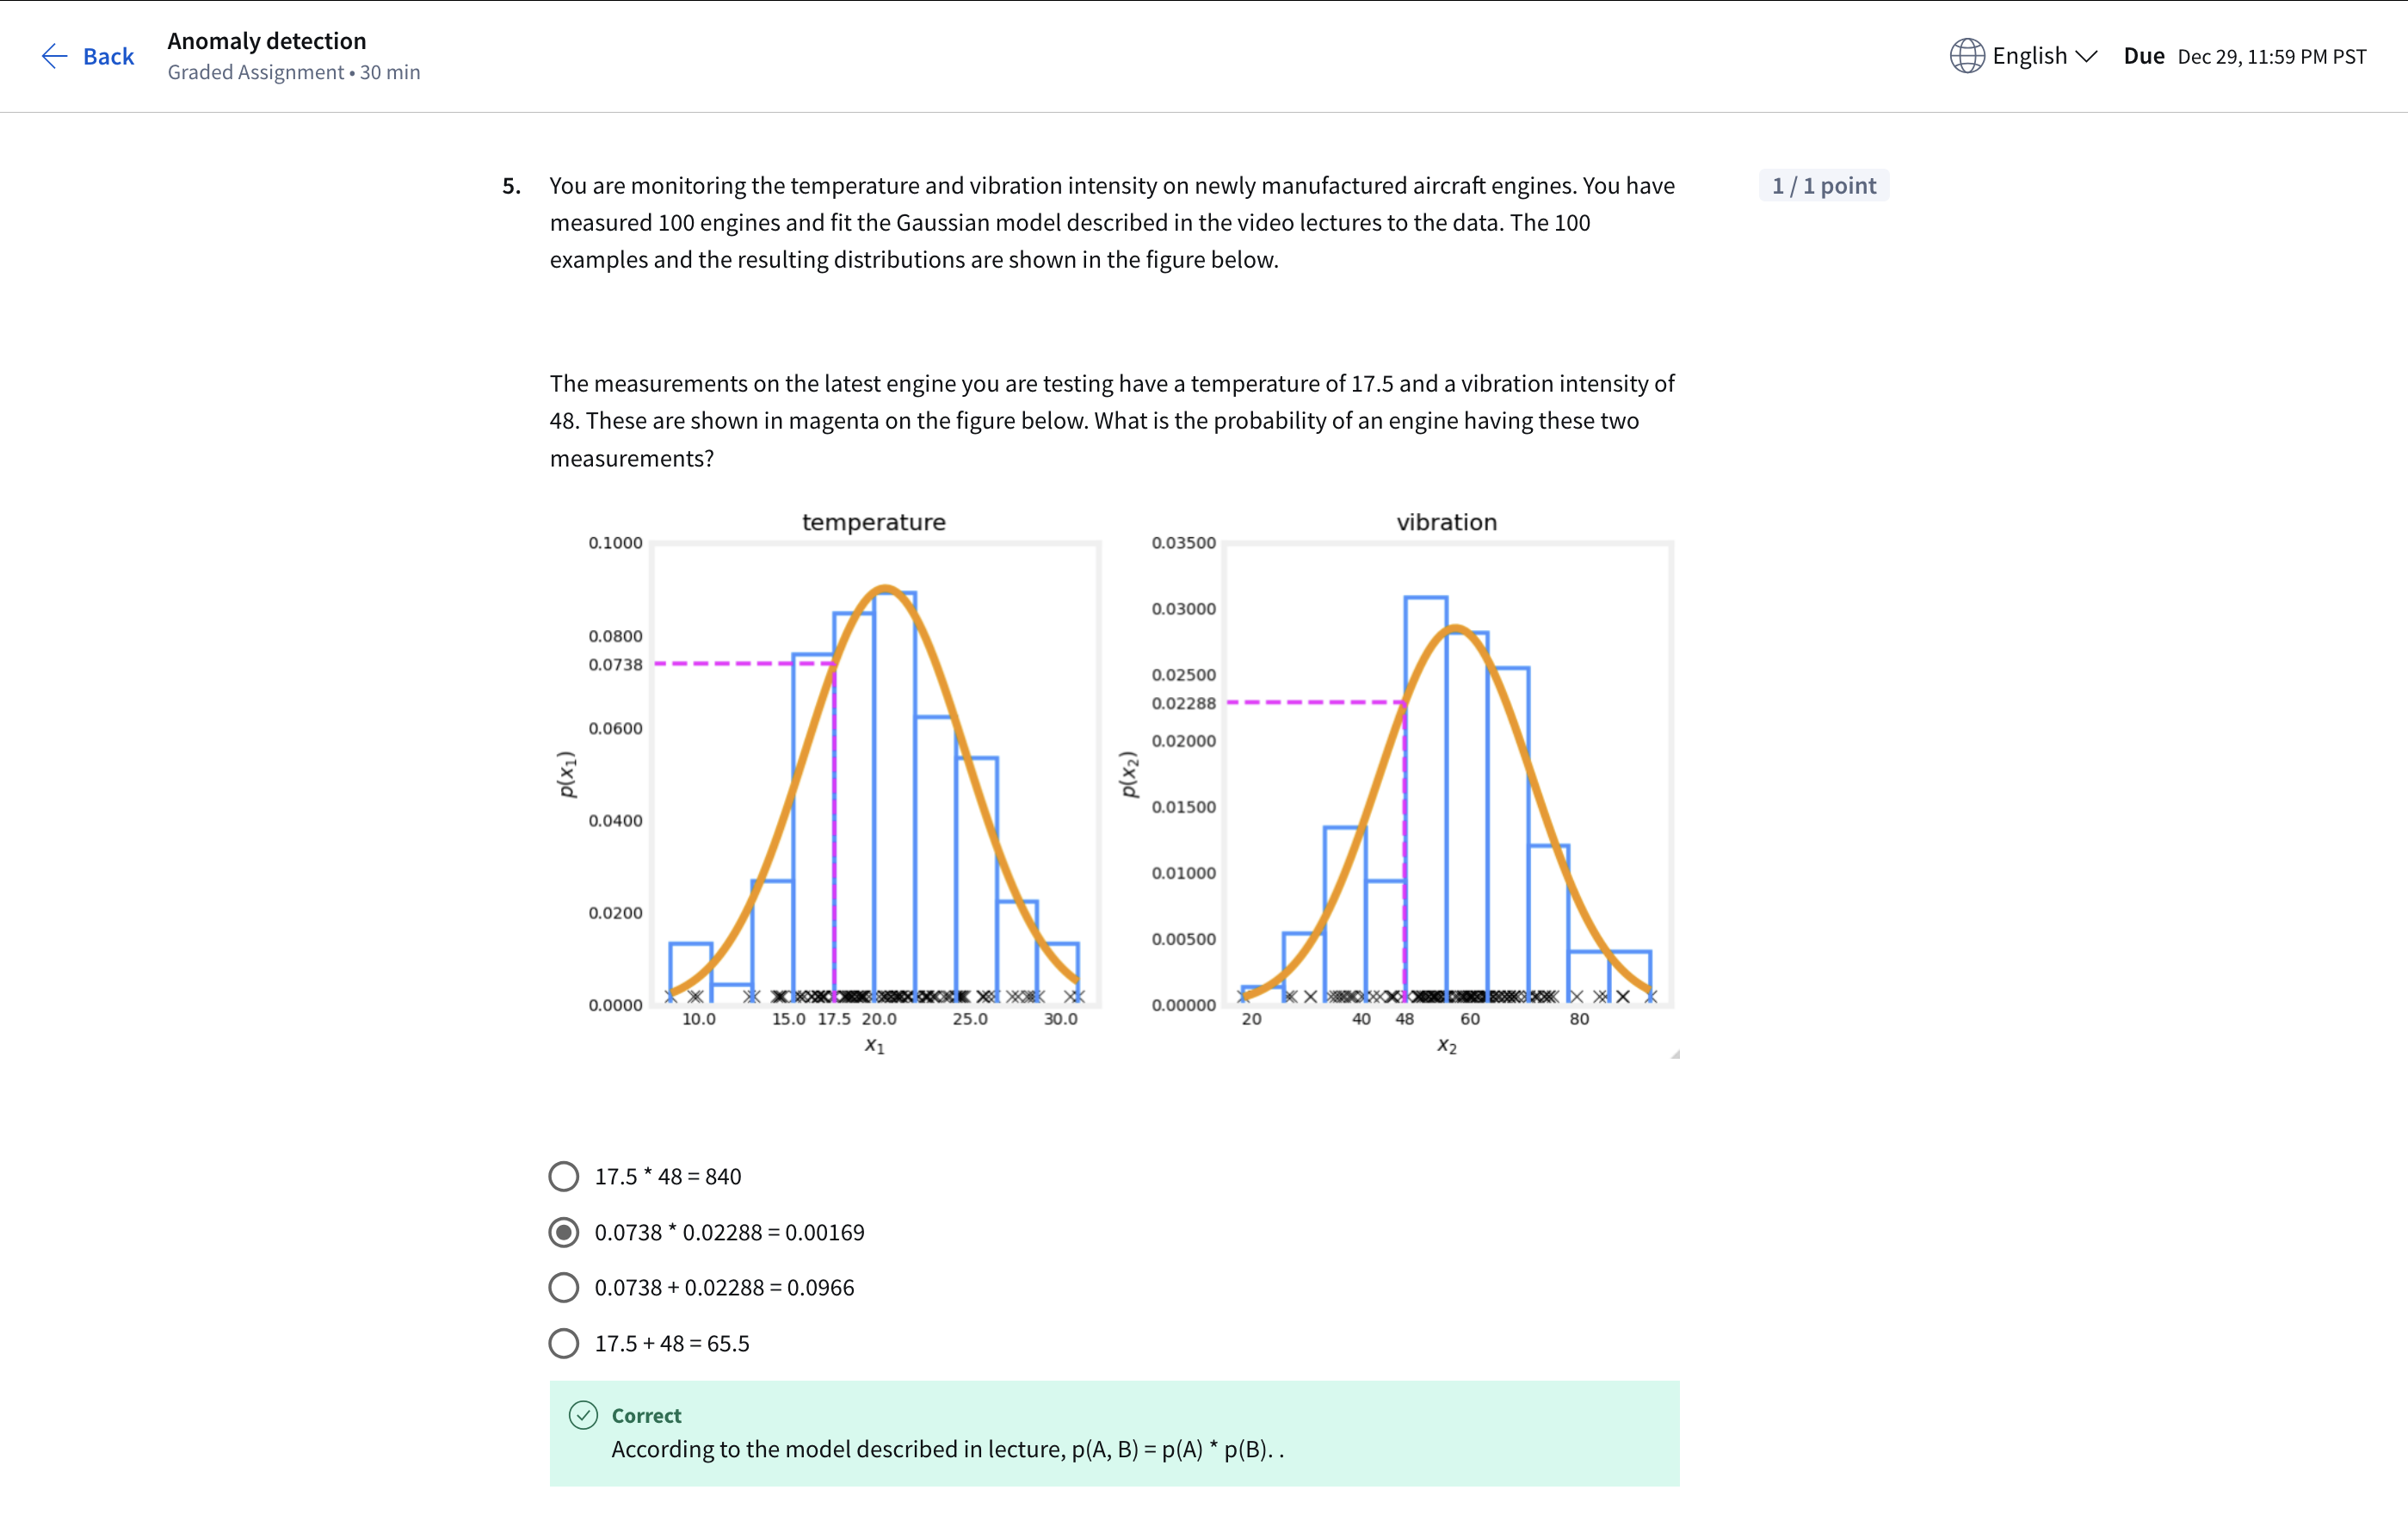 Back
Anomaly detection
Graded Assignment • 30 min
English
Due Dec 29, 11:59 PM PST
5. You are monitoring the temperature and vibration intensity on newly manufactured aircraft engines. You have
measured 100 engines and fit the Gaussian model described in the video lectures to the data. The 100
examples and the resulting distributions are shown in the figure below.
1 / 1 point
The measurements on the latest engine you are testing have a temperature of 17.5 and a vibration intensity of
48. These are shown in magenta on the figure below. What is the probability of an engine having these two
measurements?
temperature
0.1000
0.0800
0.0738
0.0600
0.0400
0.0200
0.0000
p(x₁)
10.0 15.0 17.5 20.0 25.0 30.0
x₁
vibration
0.03500
0.03000
0.02500
0.02288
0.02000
0.01500
0.01000
0.00500
0.00000
p(x₂)
20 40 48 60 80
x₂
17.5 * 48 = 840
0.0738 * 0.02288 = 0.00169
0.0738 + 0.02288 = 0.0966
17.5 + 48 = 65.5
Correct
According to the model described in lecture, p(A, B) = p(A) * p(B). .